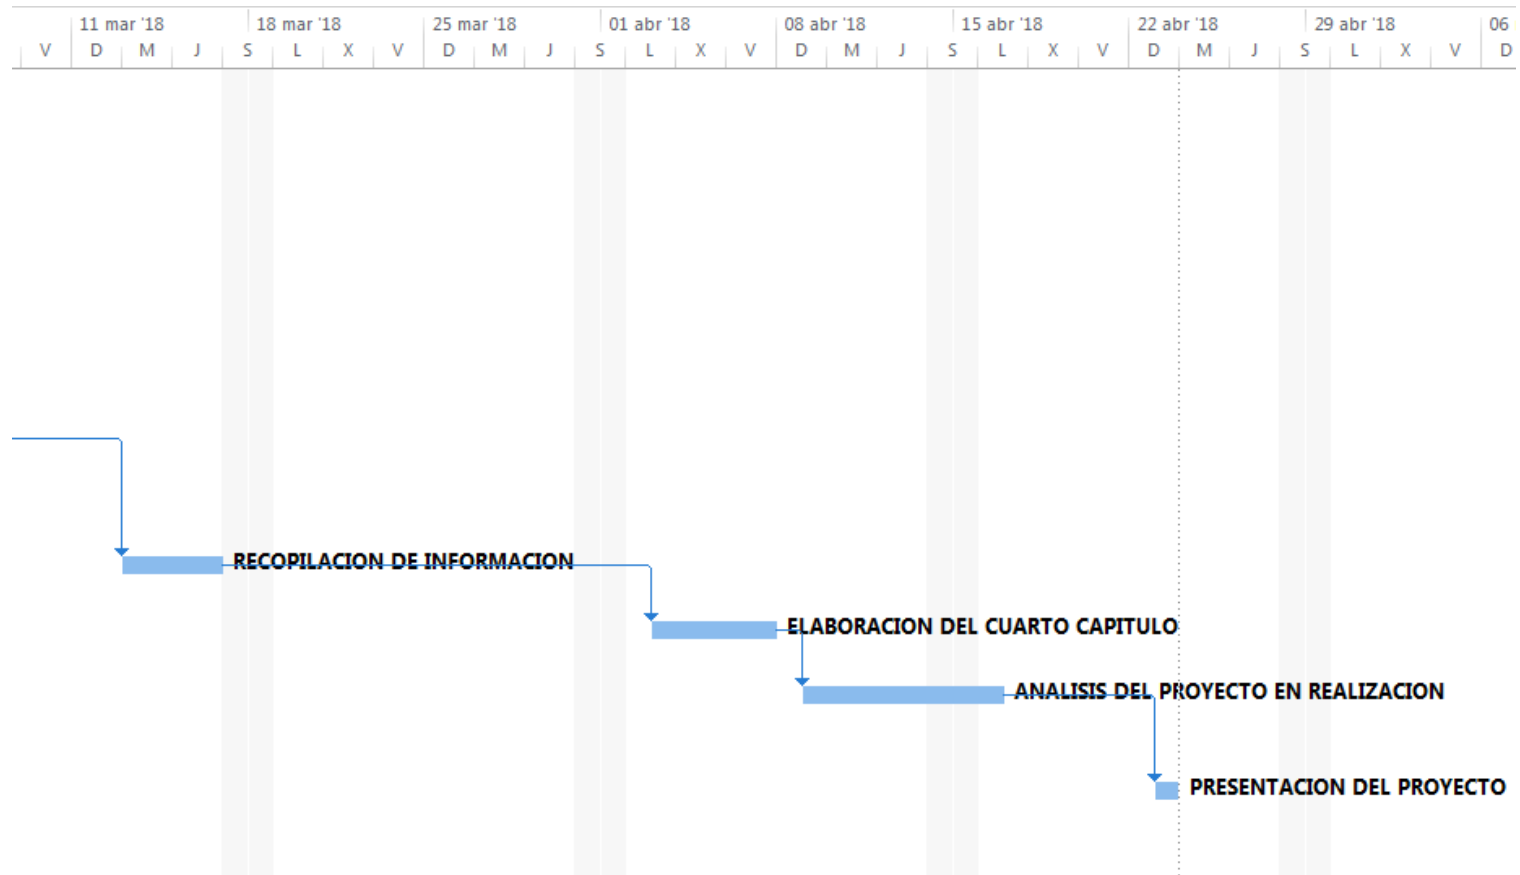 11 mar '18 18 mar '18 25 mar '18 01 abr '18 08 abr '18 15 abr '18 22 abr '18 29 abr '18 06
V D M J S L X V D M J S L X V D M J S L X V D M J S L X V D
RECOPILACION DE INFORMACION
ELABORACION DEL CUARTO CAPITULO
ANALISIS DEL PROYECTO EN REALIZACION
PRESENTACION DEL PROYECTO